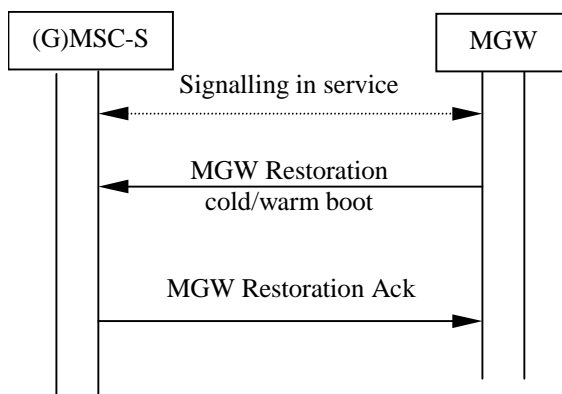 (G)MSC-S
MGW
Signalling in service
MGW Restoration
cold/warm boot
MGW Restoration Ack